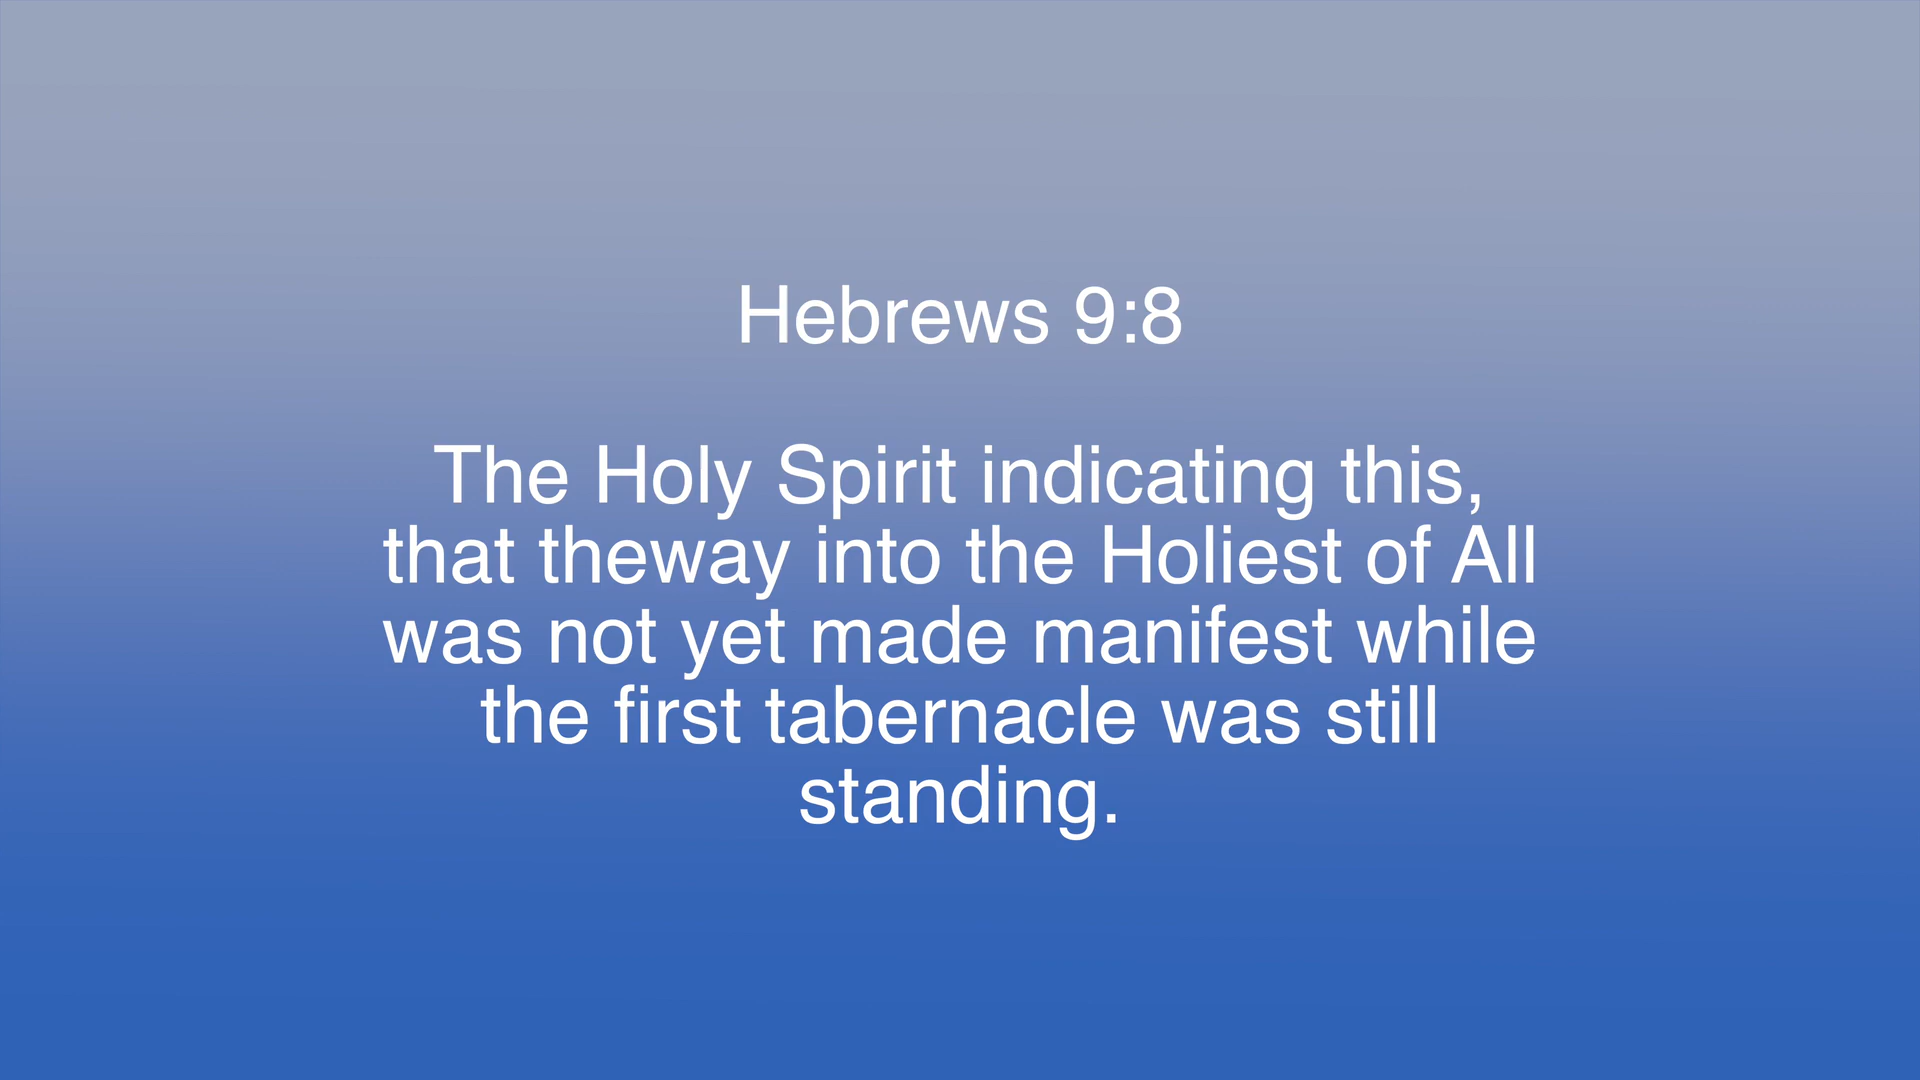 Hebrews 9:8
The Holy Spirit indicating this,
that theway into the Holiest of All
was not yet made manifest while
the first tabernacle was still
standing.